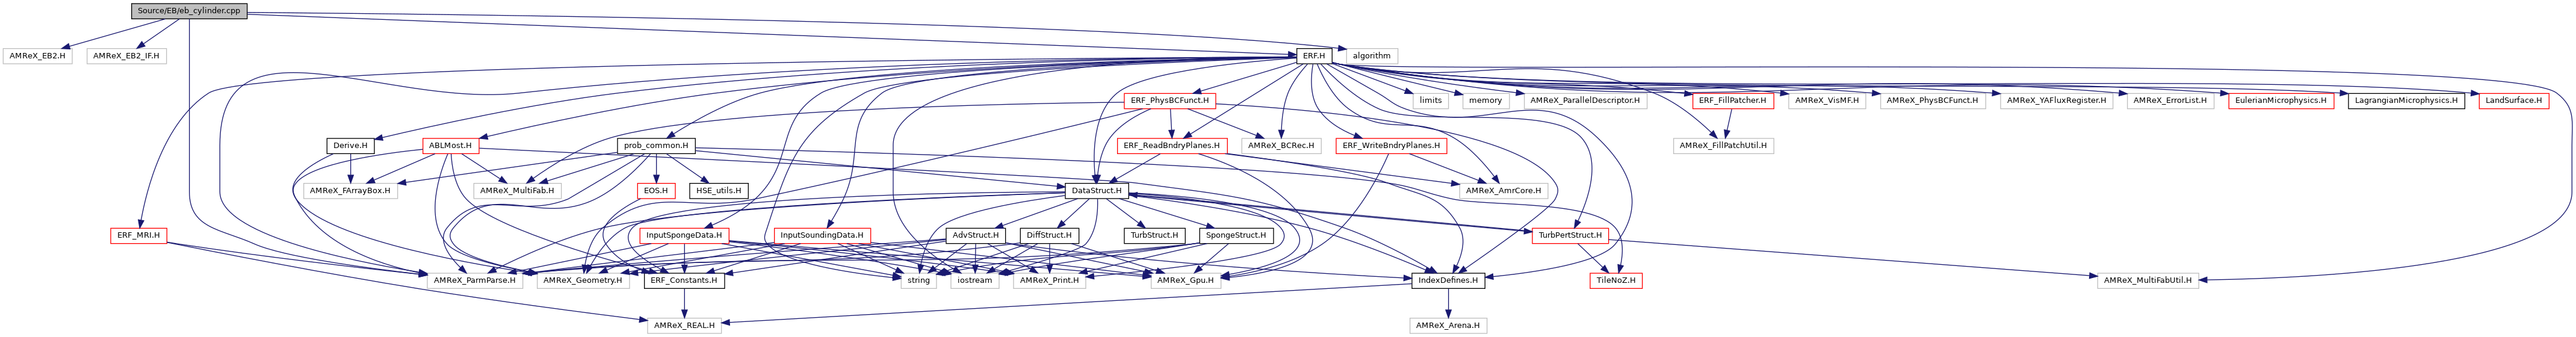 Source/EB/eb_cylinder.cpp
AMReX_EB2.H
AMReX_EB2_IF.H
ERF.H
algorithm
ERF_PhysBCFunct.H
limits
memory
AMReX_ParallelDescriptor.H
ERF_FillPatcher.H
AMReX_VisMF.H
AMReX_PhysBCFunct.H
AMReX_YAFluxRegister.H
AMReX_ErrorList.H
EulerianMicrophysics.H
LagrangianMicrophysics.H
LandSurface.H
Derive.H
ABLMost.H
prob_common.H
ERF_ReadBndryPlanes.H
AMReX_BCRec.H
ERF_WriteBndryPlanes.H
AMReX_FillPatchUtil.H
AMReX_FArrayBox.H
AMReX_MultiFab.H
EOS.H
HSE_utils.H
DataStruct.H
AMReX_AmrCore.H
ERF_MRI.H
InputSpongeData.H
InputSoundingData.H
AdvStruct.H
DiffStruct.H
TurbStruct.H
SpongeStruct.H
TurbPertStruct.H
AMReX_ParmParse.H
AMReX_Geometry.H
ERF_Constants.H
string
iostream
AMReX_Print.H
AMReX_Gpu.H
IndexDefines.H
TileNoZ.H
AMReX_MultiFabUtil.H
AMReX_REAL.H
AMReX_Arena.H